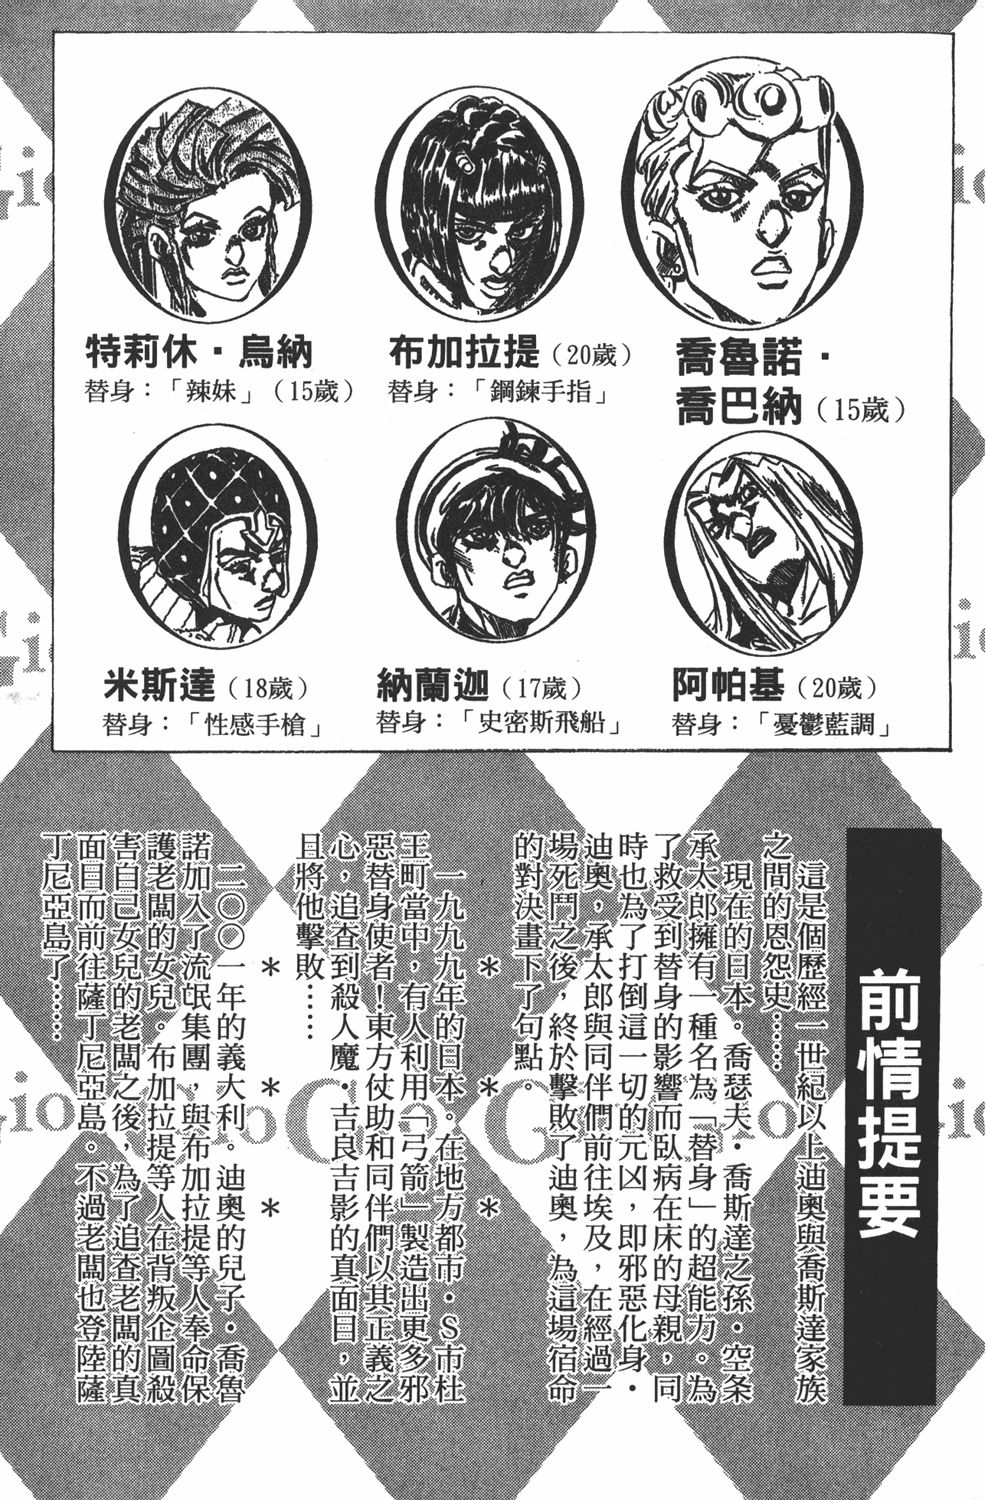 喬魯諾・
喬巴納（15歲）
布加拉提（20歲）
替身：「鋼鍊手指」
特莉休・烏納
替身：「辣妹」（15歲）
阿帕基（20歲）
替身：「憂鬱藍調」
納蘭迦（17歲）
替身：「史密斯飛船」
米斯達（18歲）
替身：「性感手槍」
前情提要
這是個歷經一世紀以上迪奧與喬斯達家族
之間的恩怨史……
現在的日本。喬瑟夫・喬斯達之孫・空条
承太郎擁有一種名為「替身」的超能力。為
了救受到替身的影響而臥病在床的母親，同
時也為了打倒這一切的元凶，即邪惡化身・
迪奧，承太郎與同伴們前往埃及，在經過一
場死鬥之後，終於擊敗了迪奧，為這場宿命
的對決畫下了句點。
＊　＊　＊
一九九九年的日本。在地方都市・S市杜
王町當中，有人利用「弓箭」製造出更多邪
惡替身使者！東方仗助和同伴們以其正義之
心，追查到殺人魔・吉良吉影的真面目，並
且將他擊敗……
＊　＊　＊
二〇〇一年的義大利。迪奧的兒子・喬魯
諾加入了流氓集團，與布加拉提等人奉命保
護老闆的女兒。布加拉提等人在背叛企圖殺
害自己女兒的老闆之後，為了追查老闆的真
面目而前往薩丁尼亞島。不過老闆也登陸薩
丁尼亞島了……
Gio
Gio
Gio
Gio
Gio
Gio
GioGio
GioGio